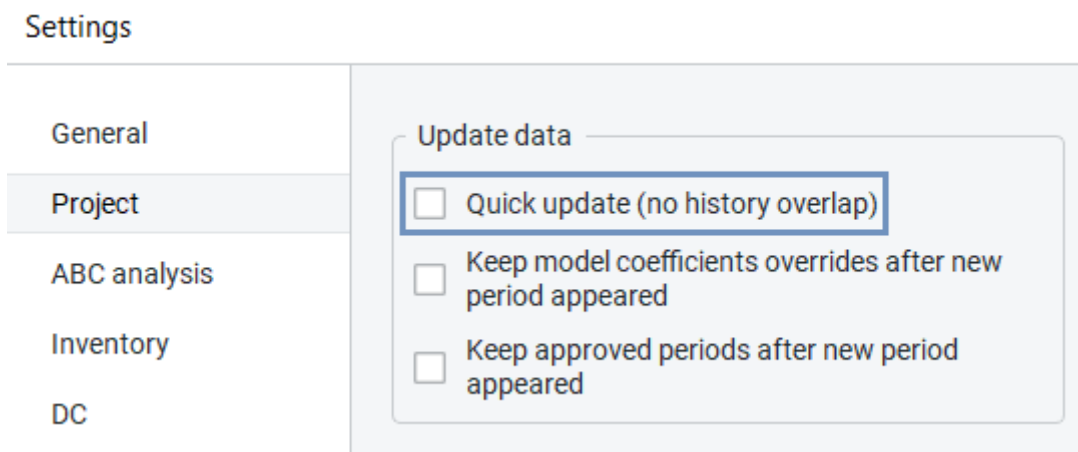 Settings
General
Project
ABC analysis
Inventory
DC
Update data
Quick update (no history overlap)
Keep model coefficients overrides after new
period appeared
Keep approved periods after new period
appeared